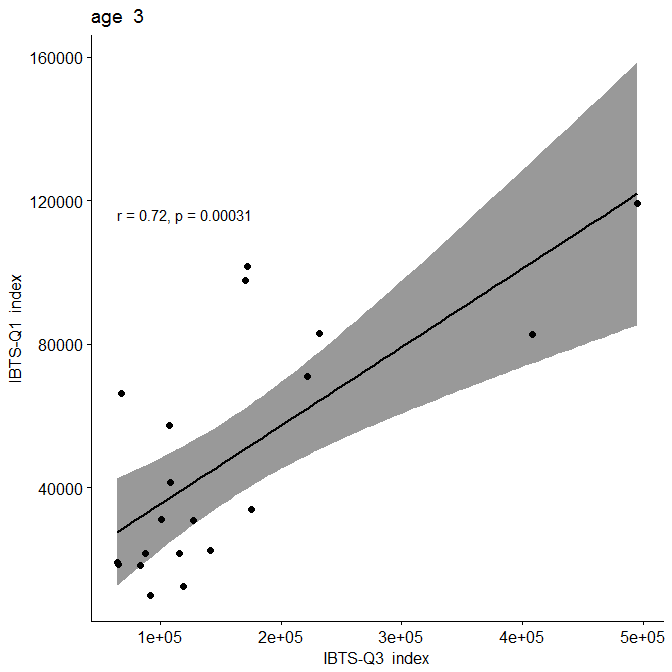 age 3
160000
120000
80000
40000
r = 0.72, p = 0.00031
IBTS-Q1 index
1e+05
2e+05
3e+05
4e+05
5e+05
IBTS-Q3 index